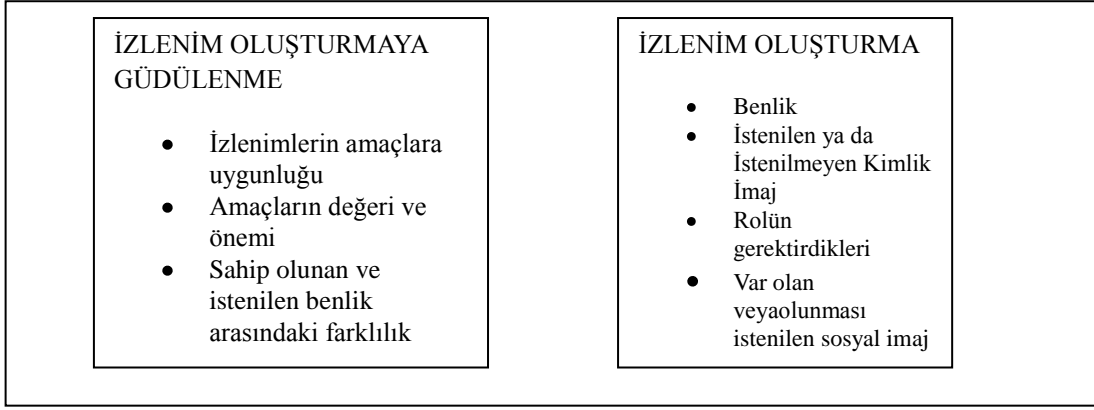 İZLENİM OLUŞTURMAYA
GÜDÜLENME
● İzlenimlerin amaçlara
uygunluğu
● Amaçların değeri ve
önemi
● Sahip olunan ve
istenilen benlik
arasındaki farklılık
İZLENİM OLUŞTURMA
● Benlik
● İstenilen ya da
İstenilmeyen Kimlik
İmaj
● Rolün
gerektirdikleri
● Var olan
veyaolunması
istenilen sosyal imaj